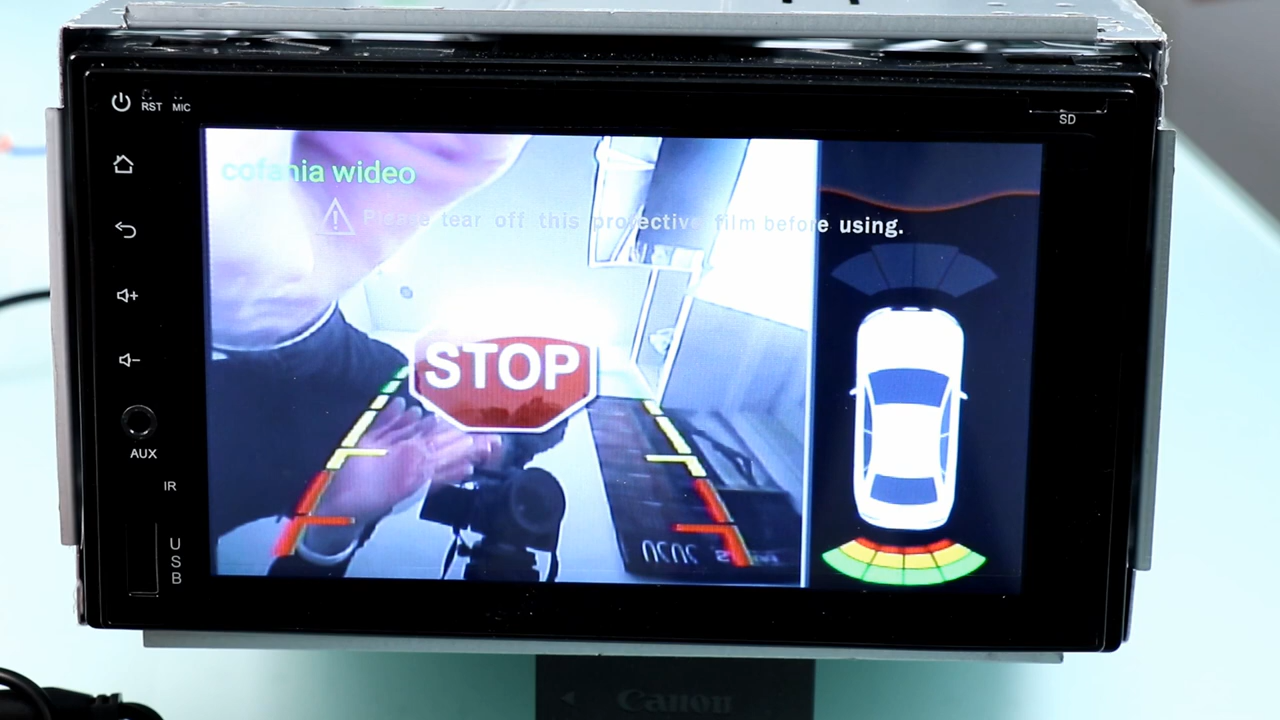 RST MIC
SD
cofania wideo
Please tear off this protective film before using.
STOP
AUX
IR
USB
Canon